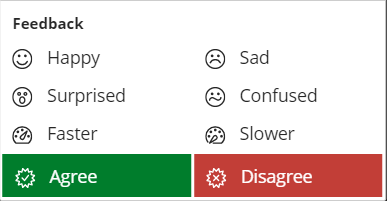 Feedback
Happy Sad
Surprised Confused
Faster Slower
Agree Disagree